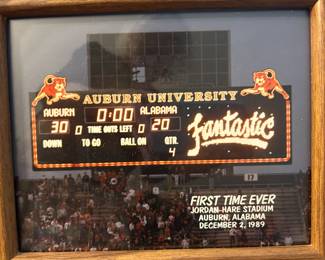 AUBURN UNIVERSITY
AUBURN 0:00 ALABAMA
30 0 TIME OUTS LEFT 0 20
DOWN TO GO BALL ON QTR.
4
Fantastic
17
FIRST TIME EVER
JORDAN-HARE STADIUM
AUBURN, ALABAMA
DECEMBER 2, 1989